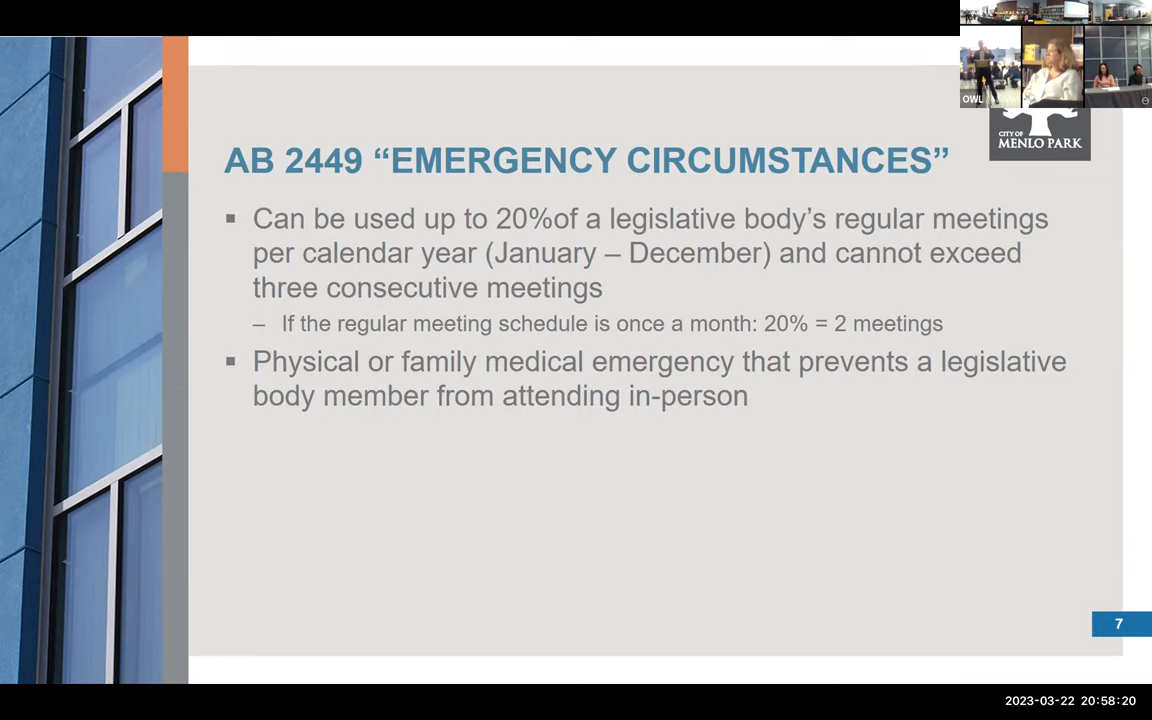 OWL
CITY OF
MENLO PARK
AB 2449 “EMERGENCY CIRCUMSTANCES”
▪ Can be used up to 20%of a legislative body’s regular meetings
per calendar year (January – December) and cannot exceed
three consecutive meetings
– If the regular meeting schedule is once a month: 20% = 2 meetings
▪ Physical or family medical emergency that prevents a legislative
body member from attending in-person
7
2023-03-22 20:58:20